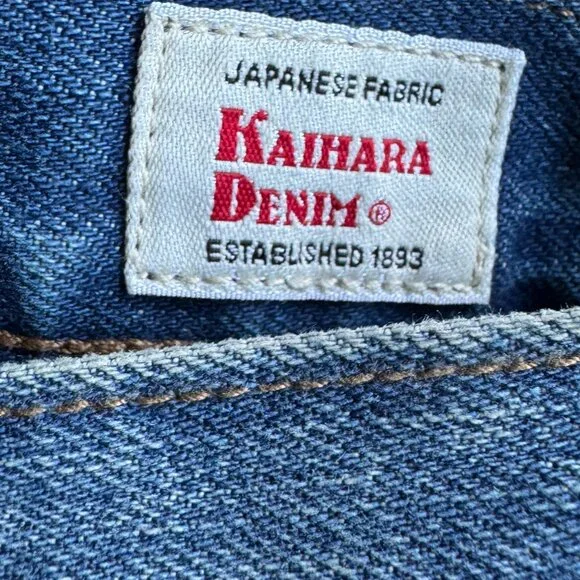 JAPANESE FABRIC
KAIHARA
DENIM®
ESTABLISHED 1893